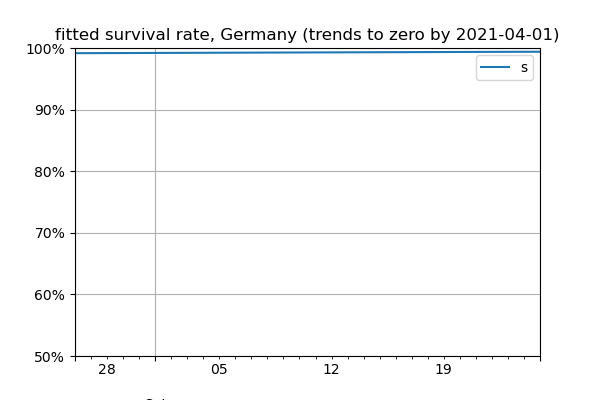 fitted survival rate, Germany (trends to zero by 2021-04-01)
100%
s
90%
80%
70%
60%
50%
28 05 12 19